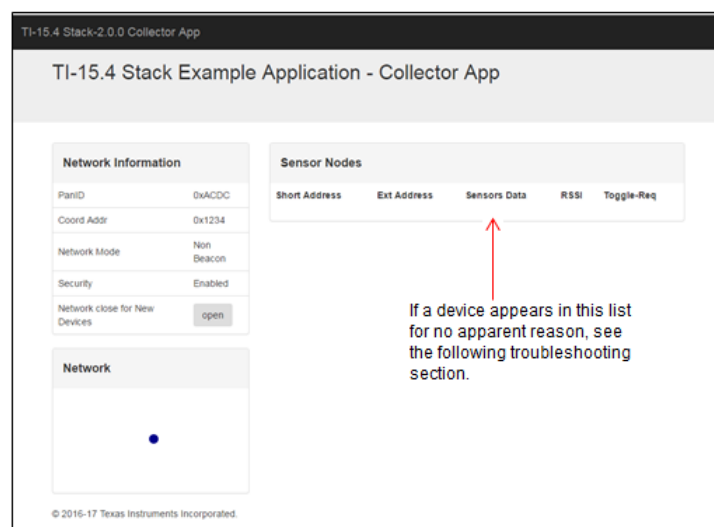 TI-15.4 Stack-2.0.0 Collector App
TI-15.4 Stack Example Application - Collector App
Network Information
PanID 0xACDC
Coord Addr 0x1234
Network Mode Non
Beacon
Security Enabled
Network close for New
Devices open
Sensor Nodes
Short Address Ext Address Sensors Data RSSI Toggle-Req
If a device appears in this list
for no apparent reason, see
the following troubleshooting
section.
Network
© 2016-17 Texas Instruments Incorporated.